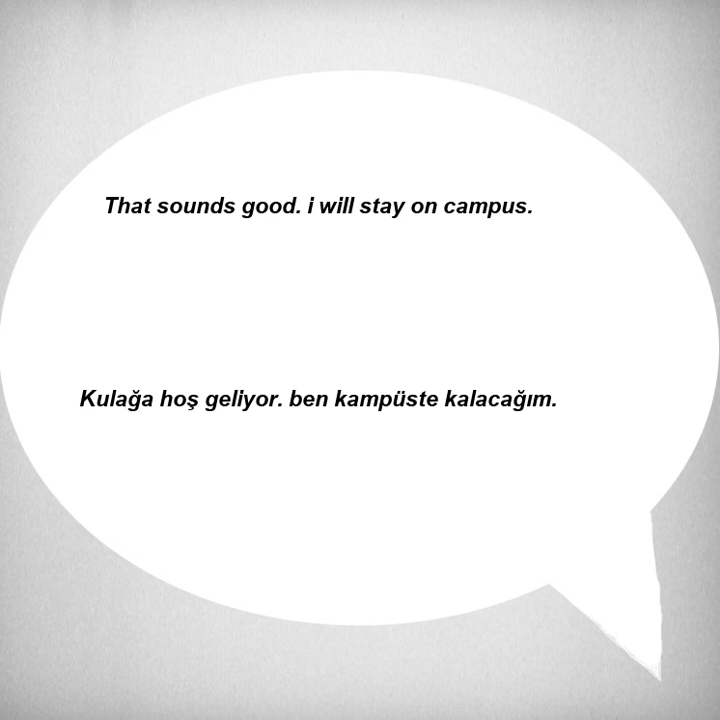 That sounds good. i will stay on campus.
Kulağa hoş geliyor. ben kampüste kalacağım.